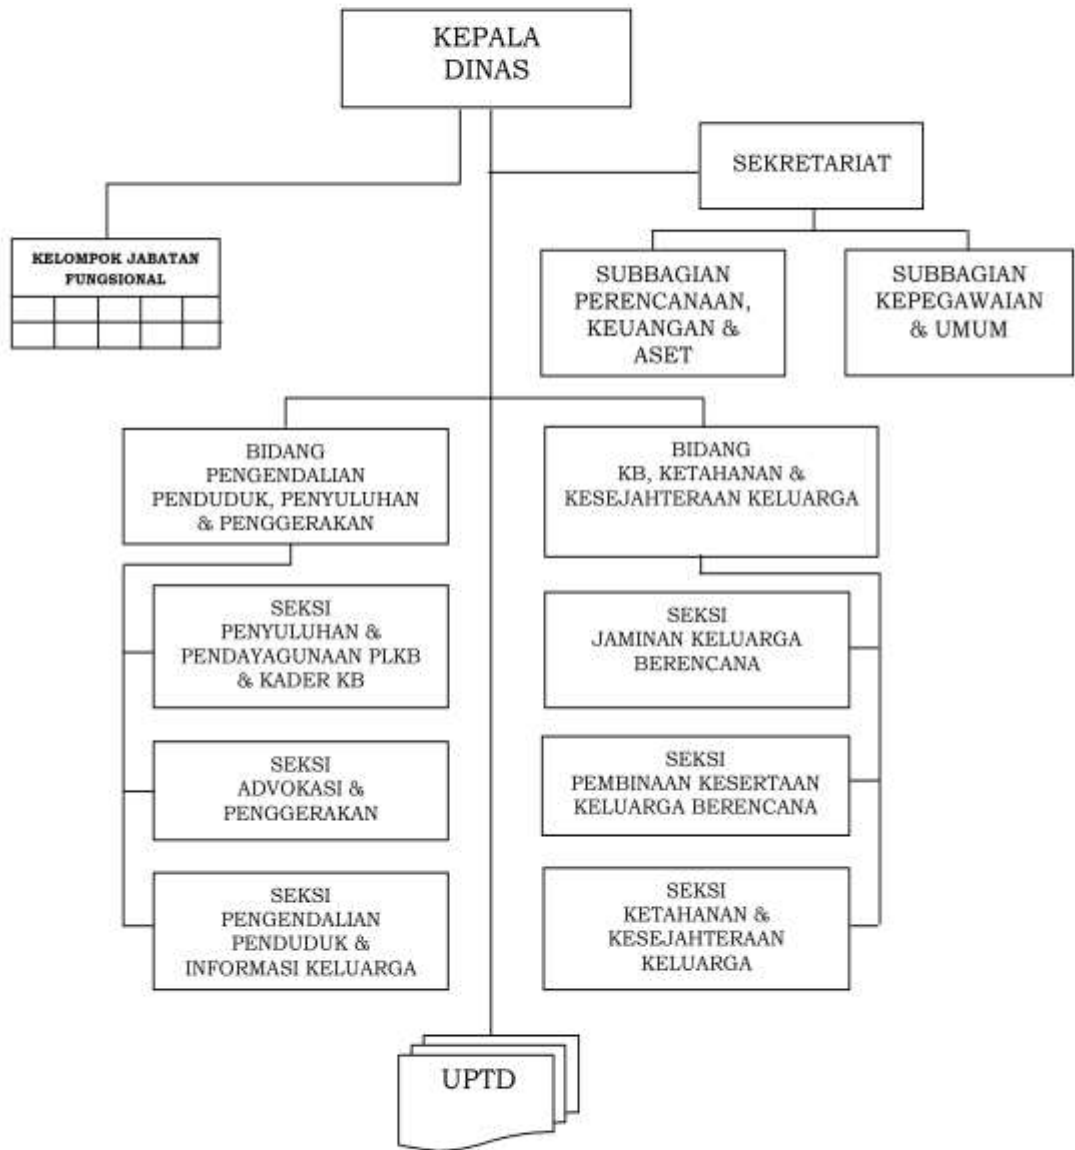 KEPALA
DINAS
SEKRETARIAT
KELOMPOK JABATAN
FUNGSIONAL
SUBBAGIAN
PERENCANAAN,
KEUANGAN &
ASET
SUBBAGIAN
KEPEGAWAIAN
& UMUM
BIDANG
PENGENDALIAN
PENDUDUK, PENYULUHAN
& PENGGERAKAN
BIDANG
KB, KETAHANAN &
KESEJAHTERAAN KELUARGA
SEKSI
PENYULUHAN &
PENDAYAGUNAAN PLKB
& KADER KB
SEKSI
JAMINAN KELUARGA
BERENCANA
SEKSI
ADVOKASI &
PENGGERAKAN
SEKSI
PEMBINAAN KESERTAAN
KELUARGA BERENCANA
SEKSI
PENGENDALIAN
PENDUDUK &
INFORMASI KELUARGA
SEKSI
KETAHANAN &
KESEJAHTERAAN
KELUARGA
UPTD